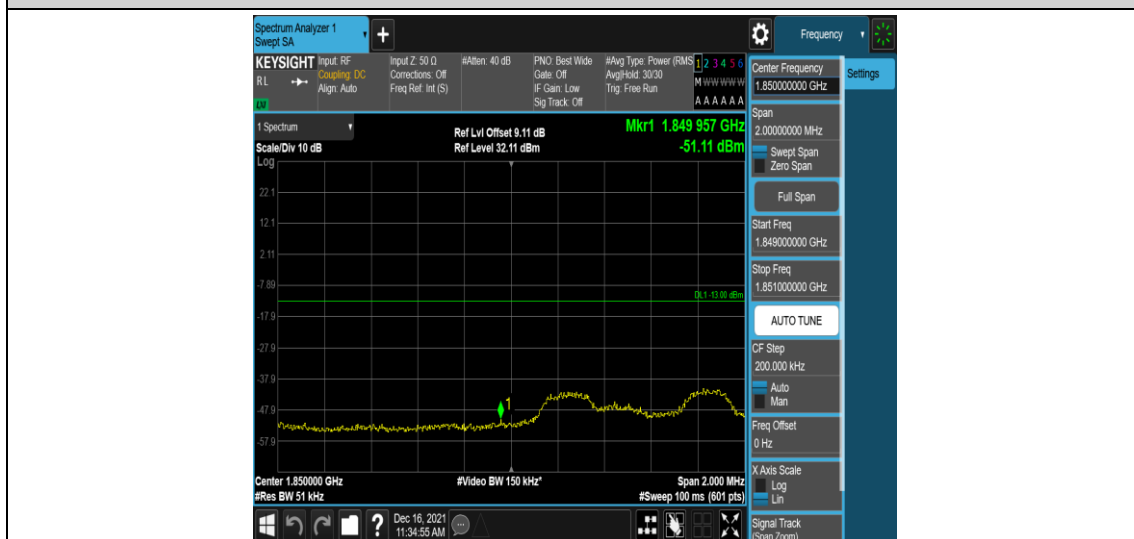 Spectrum Analyzer 1
Swept SA
+
Frequency
KEYSIGHT
RL
LXI
Input: RF
Coupling: DC
Align: Auto
Input Z: 50 Ω
Corrections: Off
Freq Ref: Int (S)
#Atten: 40 dB
PNO: Best Wide
Gate: Off
IF Gain: Low
Sig Track: Off
#Avg Type: Power (RMS
Avg|Hold: 30/30
Trig: Free Run
1 2 3 4 5 6
M W W W W W
A A A A A A
Center Frequency
1.850000000 GHz
Settings
Span
2.00000000 MHz
Swept Span
Zero Span
Full Span
Start Freq
1.849000000 GHz
Stop Freq
1.851000000 GHz
AUTO TUNE
CF Step
200.000 kHz
Auto
Man
Freq Offset
0 Hz
X Axis Scale
Log
Lin
Signal Track
(Span Zoom)
1 Spectrum
Scale/Div 10 dB
Log
Ref Lvl Offset 9.11 dB
Ref Level 32.11 dBm
Mkr1 1.849 957 GHz
-51.11 dBm
22.1
12.1
2.11
-7.89
DL1 -13.00 dBm
-17.9
-27.9
-37.9
-47.9
1
-57.9
Center 1.850000 GHz
#Video BW 150 kHz*
Span 2.000 MHz
#Res BW 51 kHz
#Sweep 100 ms (601 pts)
?
Dec 16, 2021
11:34:55 AM